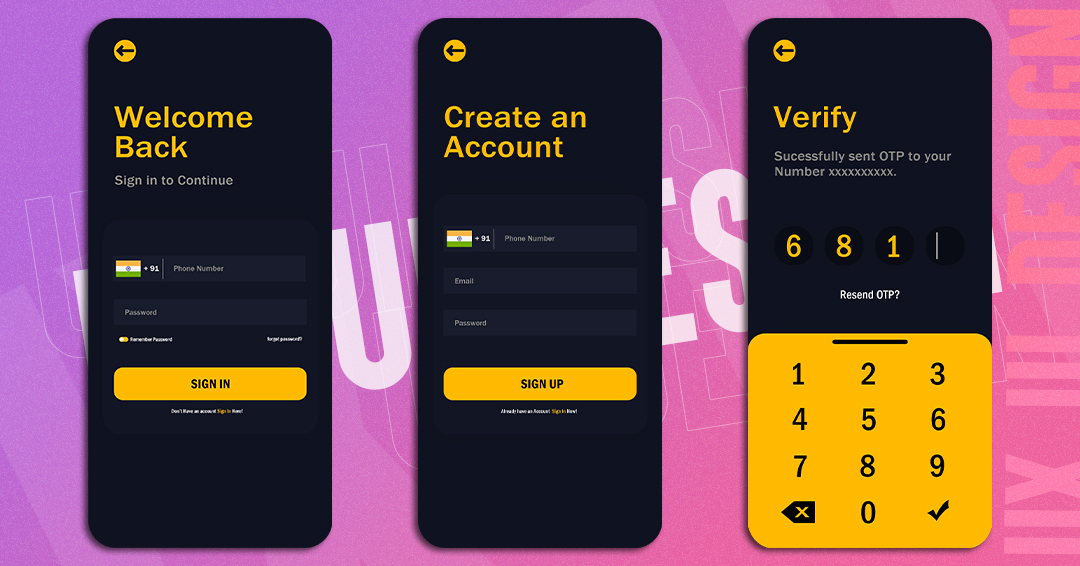 Welcome
Back
Sign in to Continue
+ 91
Phone Number
Password
Remember Password
Forgot password?
SIGN IN
Don't Have an account Sign In Now!
Create an
Account
+ 91
Phone Number
Email
Password
SIGN UP
Already have an Account Sign In Now!
Verify
Sucessfully sent OTP to your
Number xxxxxxxxxx.
6 8 1
Resend OTP?
1 2 3
4 5 6
7 8 9
0
UX UI DESIGN